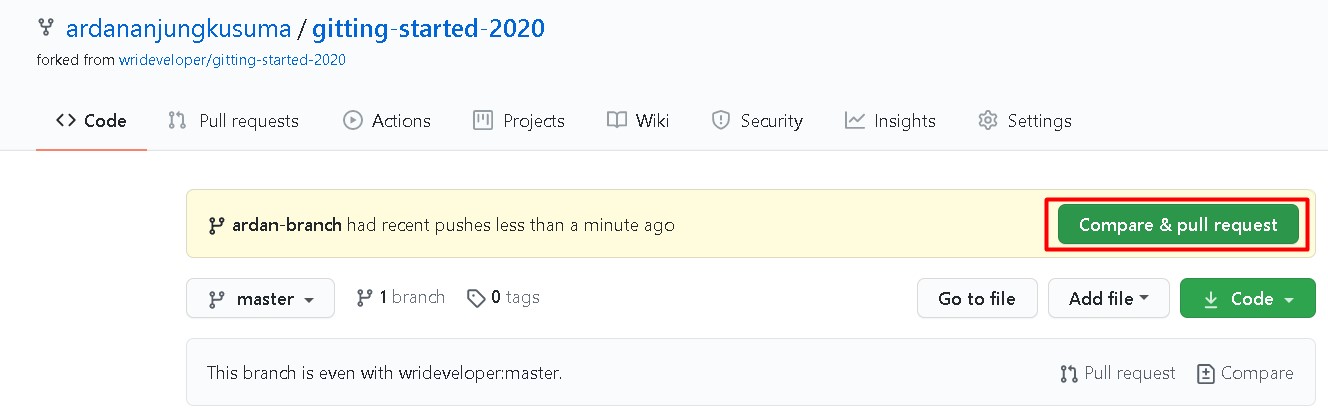 ardananjungkusuma / gitting-started-2020
forked from wrideveloper/gitting-started-2020
Code Pull requests Actions Projects Wiki Security Insights Settings
ardan-branch had recent pushes less than a minute ago Compare & pull request
master 1 branch 0 tags Go to file Add file Code
This branch is even with wrideveloper:master. Pull request Compare